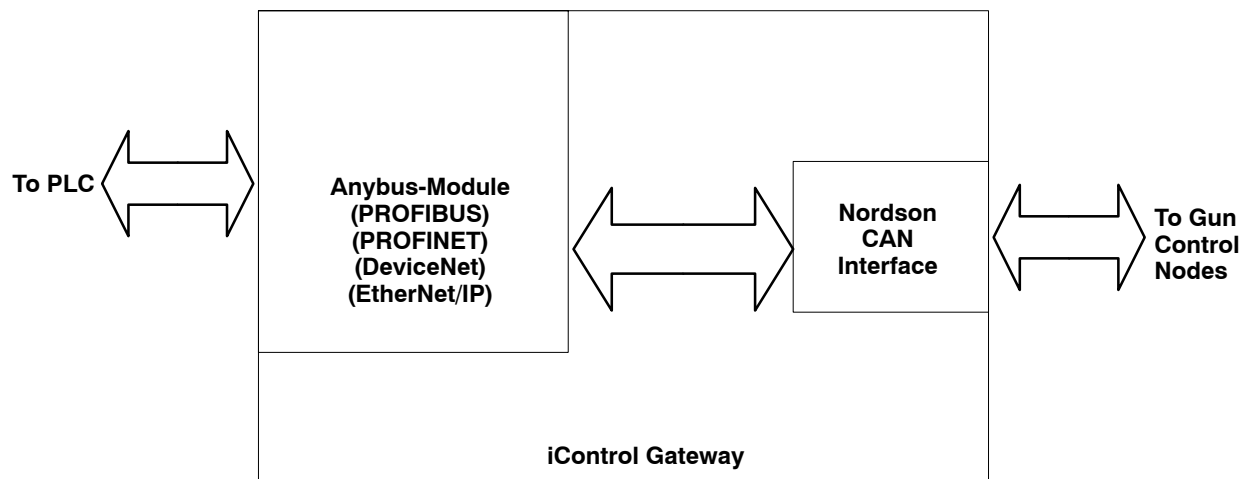 To PLC
Anybus-Module
(PROFIBUS)
(PROFINET)
(DeviceNet)
(EtherNet/IP)
Nordson
CAN
Interface
To Gun
Control
Nodes
iControl Gateway